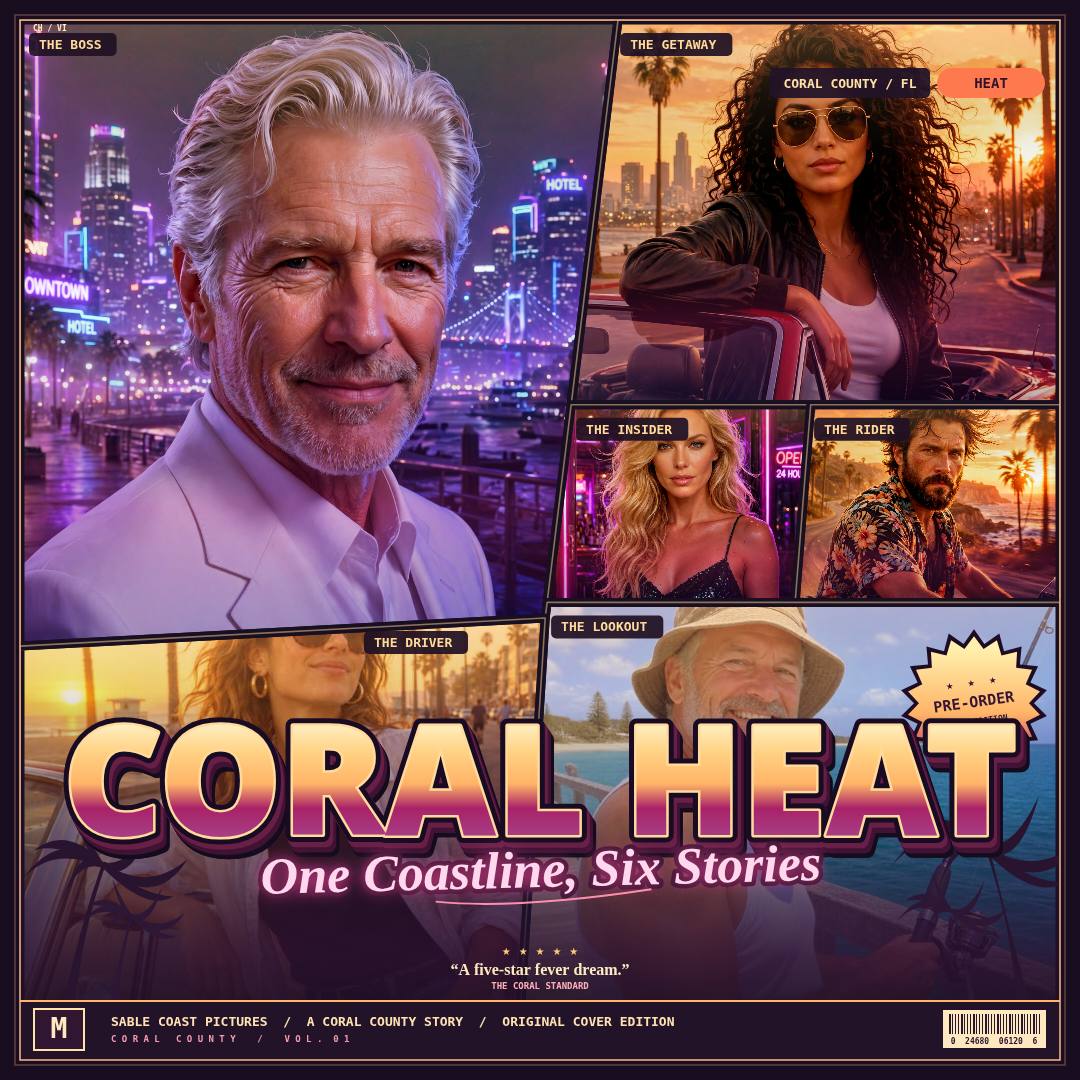 CH / VI
THE BOSS
THE GETAWAY
CORAL COUNTY / FL
HEAT
HOTEL
DOWNTOWN
HOTEL
THE INSIDER
OPEN
24
THE RIDER
THE DRIVER
THE LOOKOUT
★ ★ ★
PRE-ORDER
CORAL HEAT
One Coastline, Six Stories
★ ★ ★ ★ ★
“A five-star fever dream.”
THE CORAL STANDARD
M
SABLE COAST PICTURES / A CORAL COUNTY STORY / ORIGINAL COVER EDITION
CORAL COUNTY / VOL. 01
0 24680 06120 6